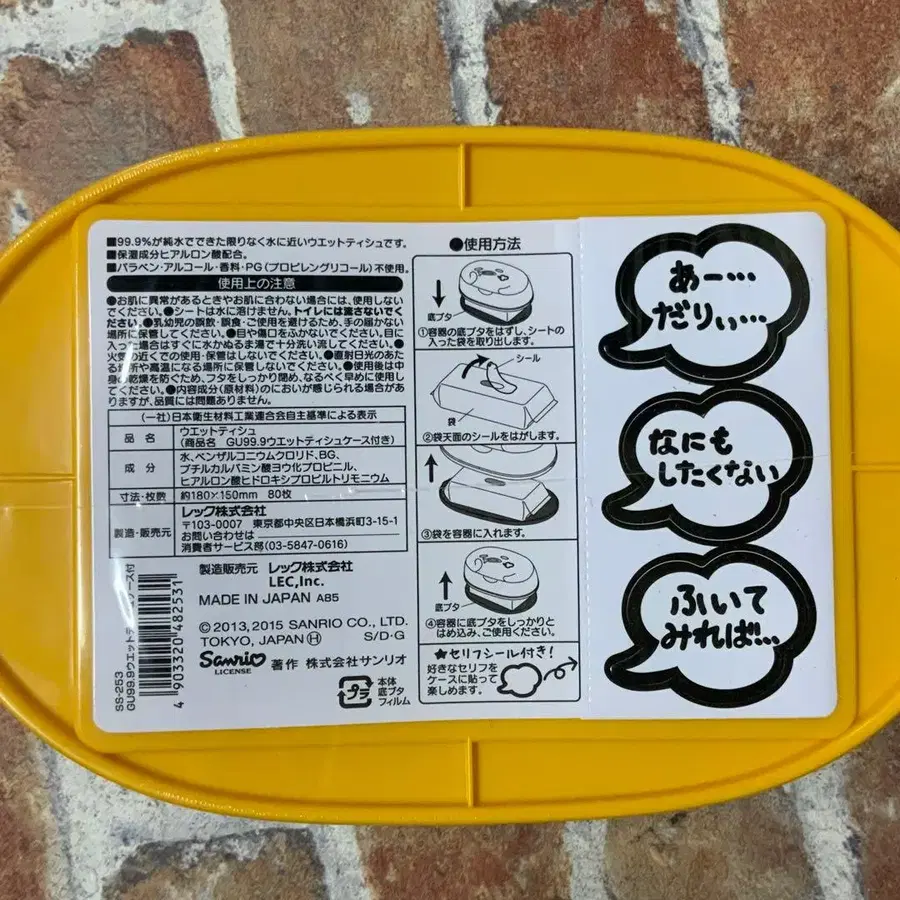 ■99.9%が純水でできた限りなく水に近いウエットティシュです。
■保湿成分ヒアルロン酸配合。
■パラベン・アルコール・香料・PG(プロピレングリコール)不使用。
使用上の注意
●お肌に異常があるときやお肌に合わない場合には、使用しない
でください。●シートは水に溶けません。トイレには流さないでく
ださい。●乳幼児の誤飲・誤食・ご使用を避けるため、手の届かない
場所に保管してください。●目や傷口をふかないでください。目に
入った場合はすぐに水かぬるま湯で十分洗い流してください。●
火気の近くでの使用・保管はしないでください。●直射日光のあた
る場所や高温になる場所に保管しないでください。●使用後は中
身の乾燥を防ぐため、フタをしっかり閉め、なるべく早めに使用し
てください。●内容成分(原材料)のにおいが感じられる場合があ
りますが、品質には問題ありません。
(一社)日本衛生材料工業連合会自主基準による表示
品 名 ウエットティシュ
(商品名 GU99.9ウエットティシュケース付き)
成 分 水、ベンザルコニウムクロリド、BG、
ブチルカルバミン酸ヨウ化プロピニル、
ヒアルロン酸ヒドロキシプロピルトリモニウム
寸法・枚数 約180×150mm 80枚
製造・販売元 レック株式会社
〒103-0007 東京都中央区日本橋浜町3-15-1
お問い合わせは
消費者サービス部(03-5847-0616)
製造販売元 レック株式会社
LEC,Inc.
MADE IN JAPAN A85
©2013,2015 SANRIO CO., LTD.
TOKYO, JAPAN Ⓗ S/D・G
Sanrio
LICENSE
著作 株式会社サンリオ
プラ
本体
底ブタ
フィルム
4 903320 482531
SS-253
GU99.9ウエットティシュケース付
●使用方法
底ブタ
①容器の底ブタをはずし、シートの
入った袋を取り出します。
シール
袋
②袋天面のシールをはがします。
③袋を容器に入れます。
底ブタ
④容器に底ブタをしっかりと
はめ込み、ご使用ください。
★セリフシール付き!
好きなセリフを
ケースに貼って
楽しめます。
あー…
だりぃ…
なにも
したくない
ふいて
みれば…